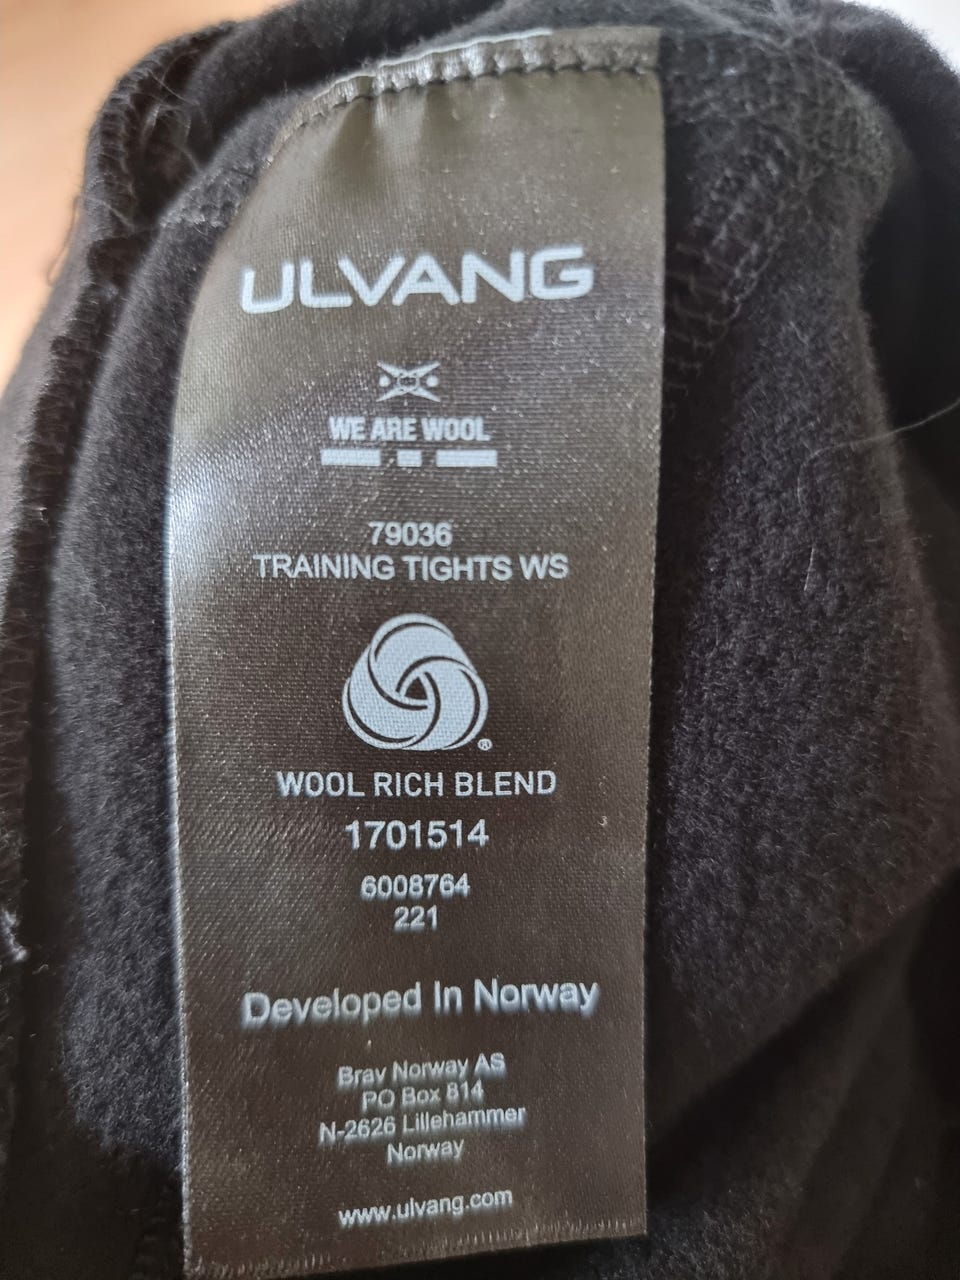 ULVANG
WE ARE WOOL
79036
TRAINING TIGHTS WS
®
WOOL RICH BLEND
1701514
6008764
221
Developed In Norway
Brav Norway AS
PO Box 814
N-2626 Lillehammer
Norway
www.ulvang.com